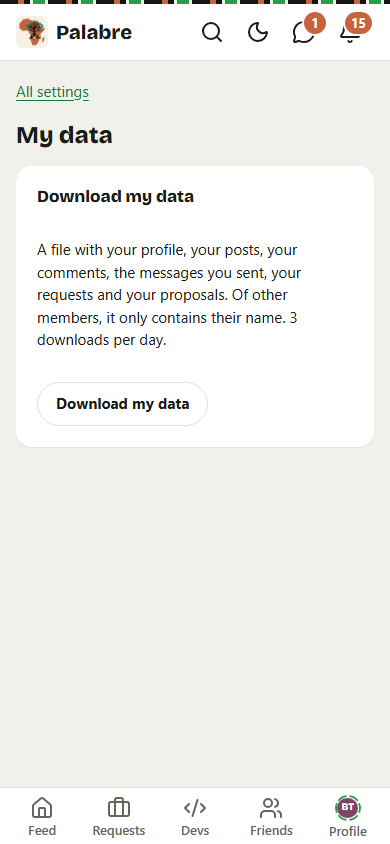 Palabre
1
15
All settings
My data
Download my data
A file with your profile, your posts, your
comments, the messages you sent, your
requests and your proposals. Of other
members, it only contains their name. 3
downloads per day.
Download my data
BT
Feed
Requests
Devs
Friends
Profile